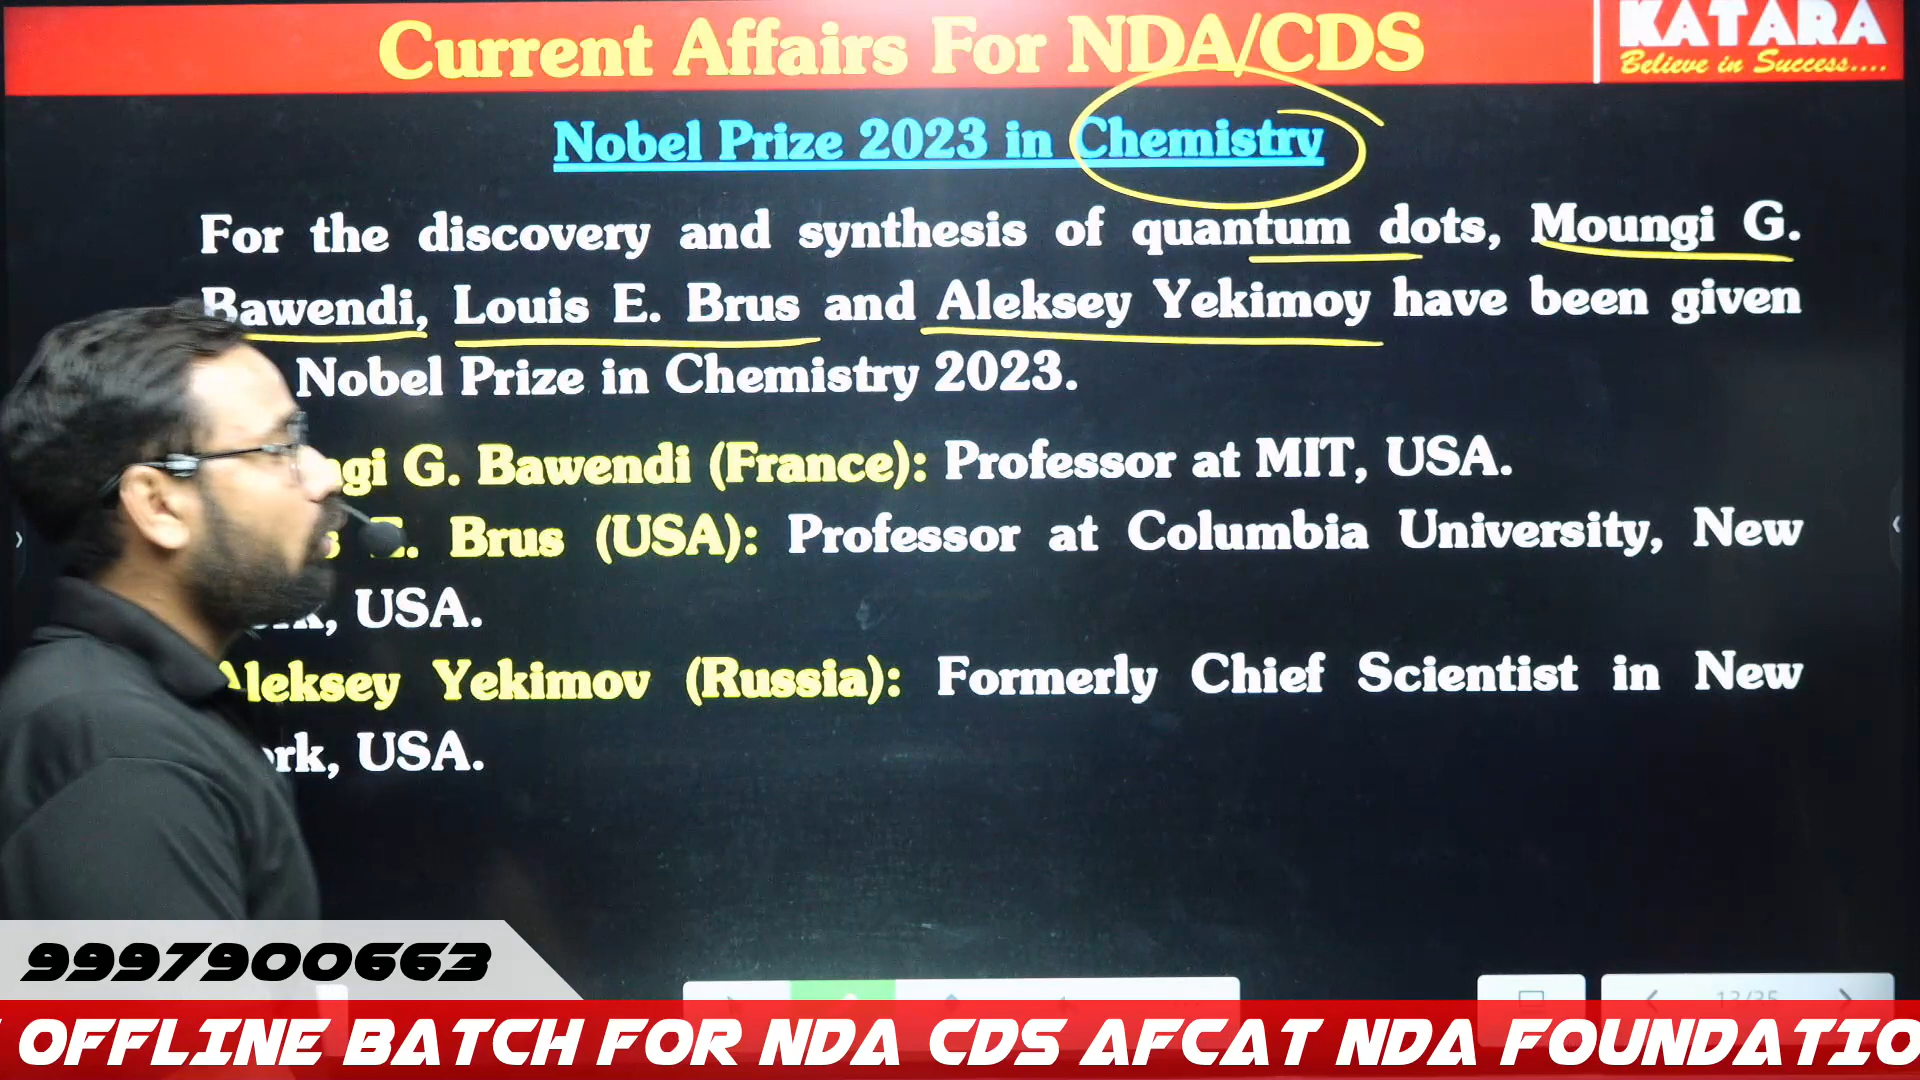 Current Affairs For NDA/CDS
KATARA
Believe in Success....
Nobel Prize 2023 in Chemistry
For the discovery and synthesis of quantum dots, Moungi G.
Bawendi, Louis E. Brus and Aleksey Yekimoy have been given
Nobel Prize in Chemistry 2023.
G. Bawendi (France): Professor at MIT, USA.
E. Brus (USA): Professor at Columbia University, New
USA.
Aleksey Yekimov (Russia): Formerly Chief Scientist in New
USA.
9997900663
13/35
OFFLINE BATCH FOR NDA CDS AFCAT NDA FOUNDATIO